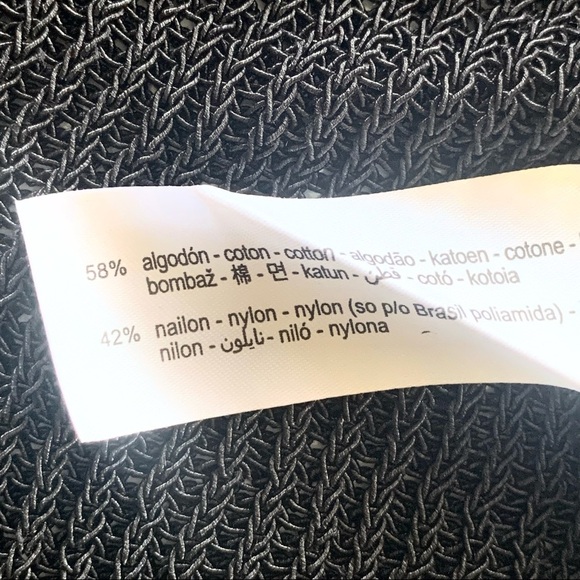 58% algodón - coton - cotton - algodão - katoen - cotone -
bombaž - 棉 - 면 - katun - قطن - cotó - kotoia
42% nailon - nylon - nylon (so p/o Brasil poliamida) -
nilon - نايلون - niló - nylona